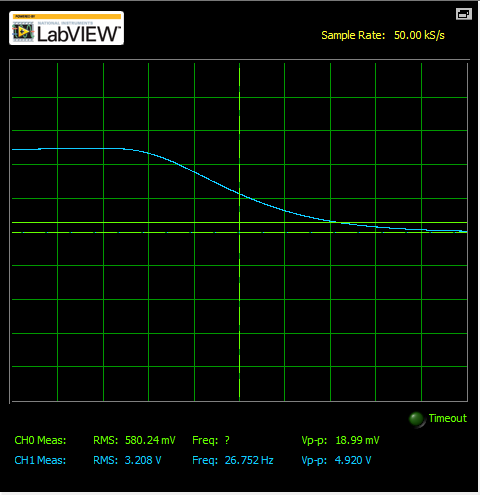 POWERED BY
NATIONAL INSTRUMENTS
LabVIEW™
Sample Rate: 50.00 kS/s
Timeout
CH0 Meas: RMS: 580.24 mV Freq: ? Vp-p: 18.99 mV
CH1 Meas: RMS: 3.208 V Freq: 26.752 Hz Vp-p: 4.920 V